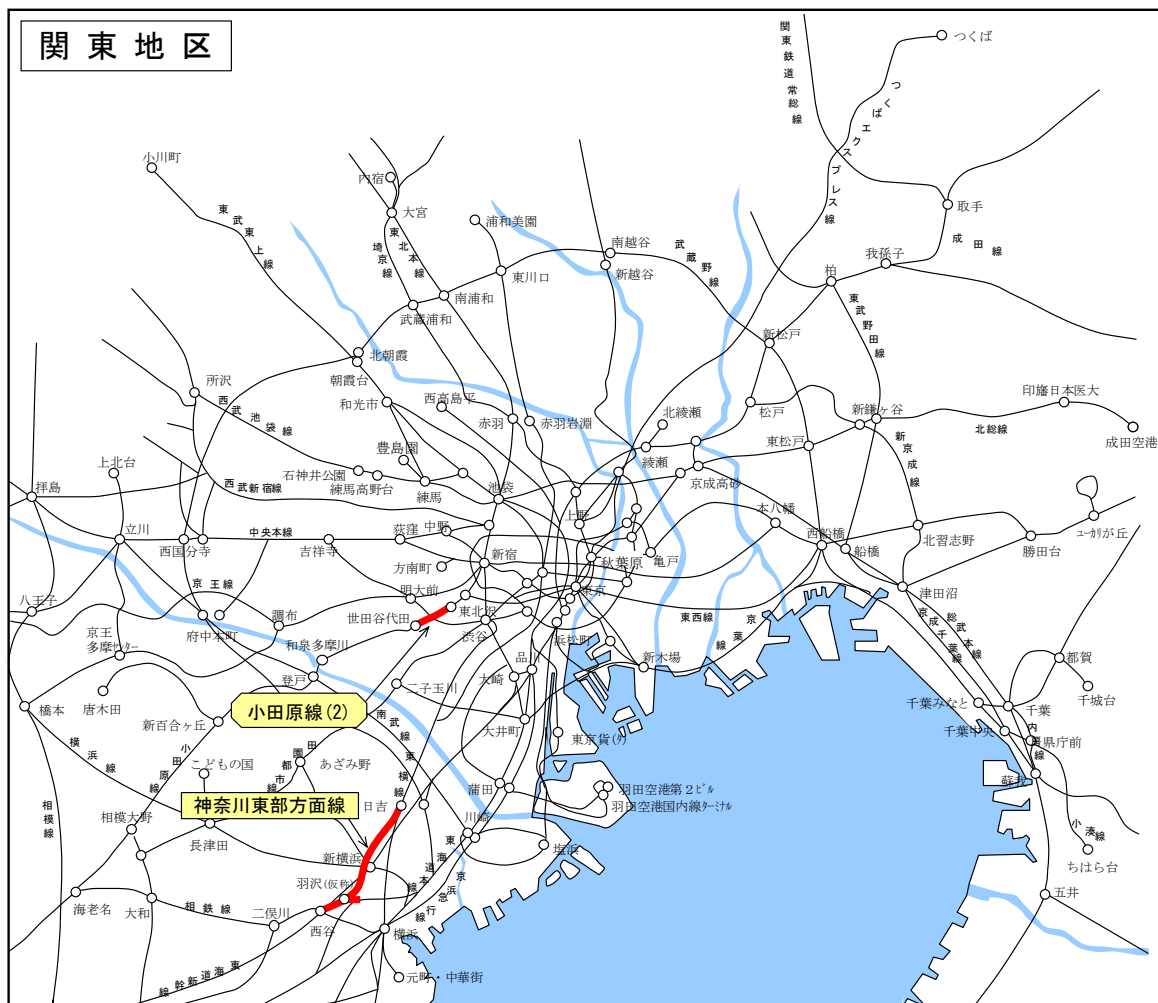 関東地区
つくば
関東鉄道常総線
つくばエクスプレス線
小川町
内宿
大宮
浦和美園
取手
東武東上線
埼京線
東北本線
南越谷
新越谷
武蔵野線
我孫子
成田線
柏
東川口
南浦和
武蔵浦和
東武野田線
新松戸
北朝霞
朝霞台
所沢
和光市
西高島平
赤羽
赤羽岩淵
北綾瀬
松戸
新鎌ヶ谷
印旛日本医大
北総線
成田空港
西武池袋線
豊島園
綾瀬
東松戸
新京成線
上北台
石神井公園
練馬高野台
練馬
池袋
京成高砂
拝島
西武新宿線
上野
本八幡
立川
西国分寺
中央本線
吉祥寺
荻窪
中野
西船橋
船橋
北習志野
勝田台
ユーカリが丘
新宿
秋葉原
亀戸
方南町
京王線
明大前
東京
津田沼
八王子
府中本町
調布
世田谷代田
東北沢
渋谷
東西線
京葉線
京成千葉線
総武本線
京王多摩センター
和泉多摩川
浜松町
品川
新木場
都賀
登戸
二子玉川
大崎
千城台
唐木田
橋本
新百合ヶ丘
小田原線(2)
南武線
東横線
大井町
東京貨(タ)
千葉みなと
千葉
千葉中央
県庁前
内房線
横浜線
小田原線
こどもの国
田園都市線
あざみ野
蘇我
相模線
神奈川東部方面線
日吉
蒲田
羽田空港第2ビル
羽田空港国内線ターミナル
相模大野
長津田
川崎
小湊線
新横浜
塩浜
ちはら台
羽沢(仮称)
東海道本線
京浜急行線
海老名
大和
相鉄線
二俣川
西谷
横浜
五井
東海道新幹線
元町・中華街